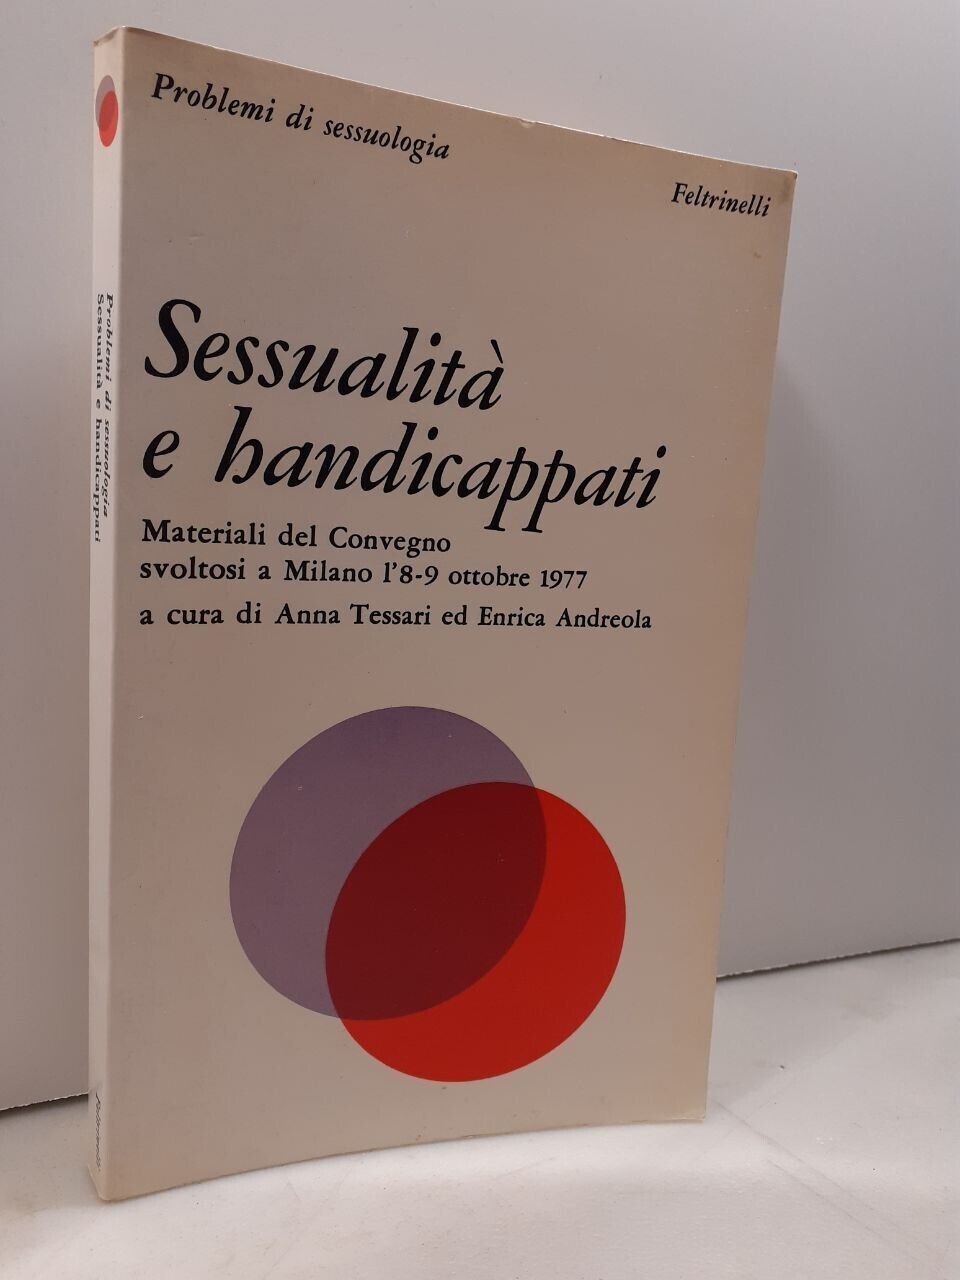 Problemi di sessuologia
Feltrinelli
Sessualità
e handicappati
Materiali del Convegno
svoltosi a Milano l'8-9 ottobre 1977
a cura di Anna Tessari ed Enrica Andreola
Problemi di sessuologia
Sessualità e handicappati
Feltrinelli